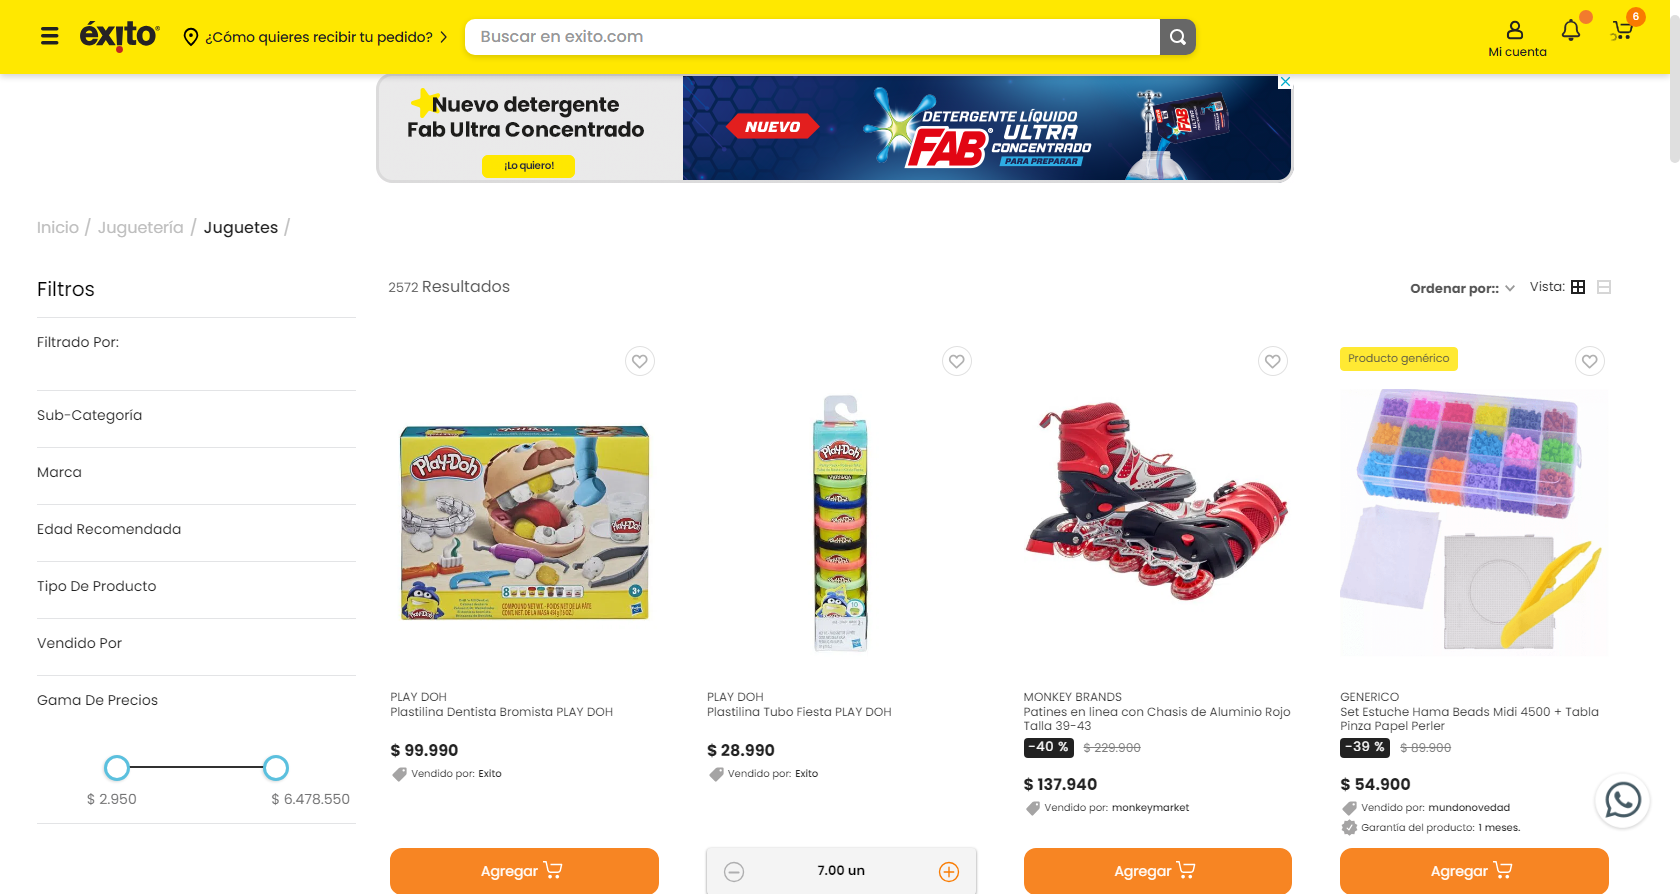 éxito
¿Cómo quieres recibir tu pedido?
Buscar en exito.com
Mi cuenta
6
Nuevo detergente
Fab Ultra Concentrado
¡Lo quiero!
NUEVO
DETERGENTE LÍQUIDO
FAB ULTRA
CONCENTRADO
PARA PREPARAR
Inicio / Juguetería / Juguetes /
Filtros
2572 Resultados
Ordenar por::
Vista:
Filtrado Por:
Sub-Categoría
Marca
Edad Recomendada
Tipo De Producto
Vendido Por
Gama De Precios
$ 2.950
$ 6.478.550
Play-Doh
PLAY DOH
Plastilina Dentista Bromista PLAY DOH
$ 99.990
Vendido por: Exito
Agregar
Play-Doh
PLAY DOH
Plastilina Tubo Fiesta PLAY DOH
$ 28.990
Vendido por: Exito
7.00 un
MONKEY BRANDS
Patines en linea con Chasis de Aluminio Rojo
Talla 39-43
-40 % $ 229.900
$ 137.940
Vendido por: monkeymarket
Agregar
Producto genérico
GENERICO
Set Estuche Hama Beads Midi 4500 + Tabla
Pinza Papel Perler
-39 % $ 89.900
$ 54.900
Vendido por: mundonovedad
Garantía del producto: 1 meses.
Agregar